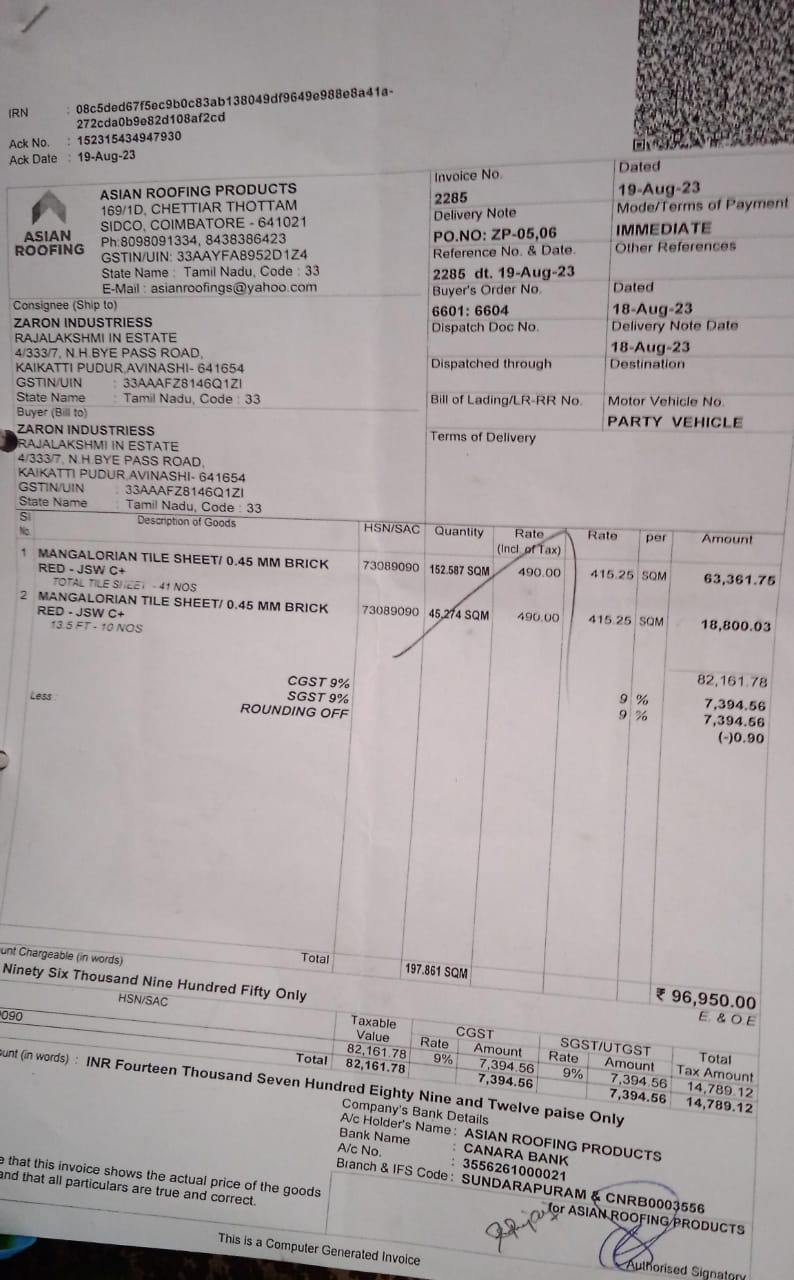 IRN : 08c5ded67f5ec9b0c83ab138049df9649e988e8a41a-
272cda0b9e82d108af2cd
Ack No. : 152315434947930
Ack Date : 19-Aug-23
ASIAN ROOFING
ASIAN ROOFING PRODUCTS
169/1D, CHETTIAR THOTTAM
SIDCO, COIMBATORE - 641021
Ph:8098091334, 8438386423
GSTIN/UIN: 33AAYFA8952D1Z4
State Name : Tamil Nadu, Code : 33
E-Mail : asianroofings@yahoo.com
Invoice No.
2285
Dated
19-Aug-23
Delivery Note
PO.NO: ZP-05,06
Mode/Terms of Payment
IMMEDIATE
Reference No. & Date.
2285 dt. 19-Aug-23
Other References
Buyer's Order No.
6601: 6604
Dated
18-Aug-23
Dispatch Doc No.
Delivery Note Date
18-Aug-23
Dispatched through
Destination
Bill of Lading/LR-RR No.
Motor Vehicle No.
PARTY VEHICLE
Terms of Delivery
Consignee (Ship to)
ZARON INDUSTRIESS
RAJALAKSHMI IN ESTATE
4/333/7, N.H.BYE PASS ROAD,
KAIKATTI PUDUR,AVINASHI- 641654
GSTIN/UIN : 33AAAFZ8146Q1ZI
State Name : Tamil Nadu, Code : 33
Buyer (Bill to)
ZARON INDUSTRIESS
RAJALAKSHMI IN ESTATE
4/333/7, N.H.BYE PASS ROAD,
KAIKATTI PUDUR,AVINASHI- 641654
GSTIN/UIN : 33AAAFZ8146Q1ZI
State Name : Tamil Nadu, Code : 33
Sl No. Description of Goods HSN/SAC Quantity Rate (Incl. of Tax) Rate per Amount
1 MANGALORIAN TILE SHEET/ 0.45 MM BRICK 73089090 152.587 SQM 490.00 415.25 SQM 63,361.75
RED - JSW C+
TOTAL TILE SHEET - 41 NOS
2 MANGALORIAN TILE SHEET/ 0.45 MM BRICK 73089090 45.274 SQM 490.00 415.25 SQM 18,800.03
RED - JSW C+
13.5 FT - 10 NOS
82,161.78
CGST 9% 9 % 7,394.56
SGST 9% 9 % 7,394.56
Less : ROUNDING OFF (-)0.90
Total 197.861 SQM ₹ 96,950.00
unt Chargeable (in words) E. & O.E
Ninety Six Thousand Nine Hundred Fifty Only
HSN/SAC Taxable Value CGST Rate Amount SGST/UTGST Rate Amount Total Tax Amount
9090 82,161.78 9% 7,394.56 9% 7,394.56 14,789.12
Total 82,161.78 7,394.56 7,394.56 14,789.12
ount (in words) : INR Fourteen Thousand Seven Hundred Eighty Nine and Twelve paise Only
Company's Bank Details
A/c Holder's Name : ASIAN ROOFING PRODUCTS
Bank Name : CANARA BANK
A/c No. : 3556261000021
Branch & IFS Code : SUNDARAPURAM & CNRB0003556
e that this invoice shows the actual price of the goods
and that all particulars are true and correct.
for ASIAN ROOFING PRODUCTS
Authorised Signatory
This is a Computer Generated Invoice